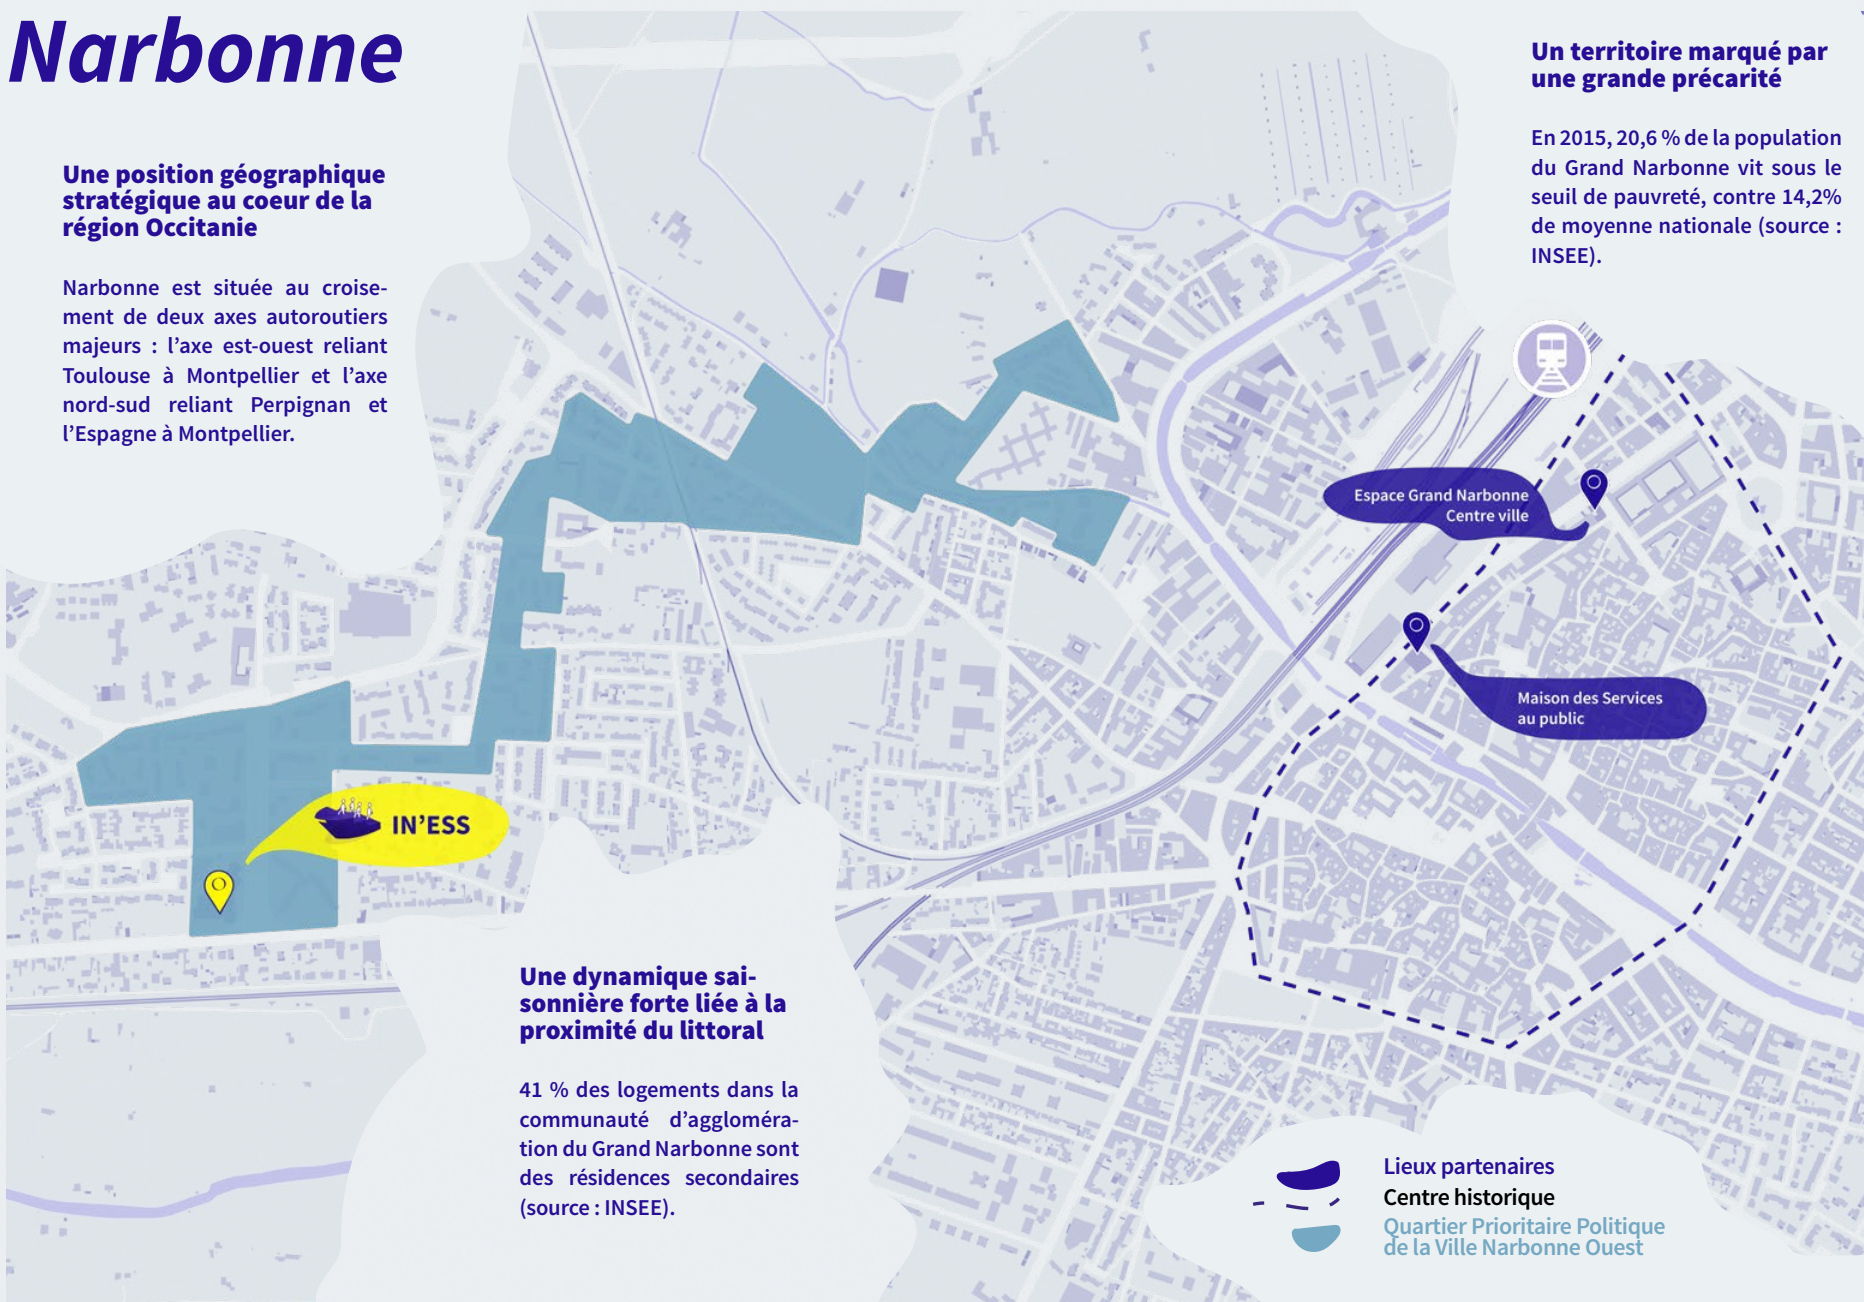 Narbonne
Une position géographique
stratégique au coeur de la
région Occitanie
Narbonne est située au croise-
ment de deux axes autoroutiers
majeurs : l'axe est-ouest reliant
Toulouse à Montpellier et l'axe
nord-sud reliant Perpignan et
l'Espagne à Montpellier.
Un territoire marqué par
une grande précarité
En 2015, 20,6 % de la population
du Grand Narbonne vit sous le
seuil de pauvreté, contre 14,2%
de moyenne nationale (source :
INSEE).
Espace Grand Narbonne
Centre ville
Maison des Services
au public
IN'ESS
Une dynamique sai-
sonnière forte liée à la
proximité du littoral
41 % des logements dans la
communauté d'aggloméra-
tion du Grand Narbonne sont
des résidences secondaires
(source : INSEE).
Lieux partenaires
Centre historique
Quartier Prioritaire Politique
de la Ville Narbonne Ouest